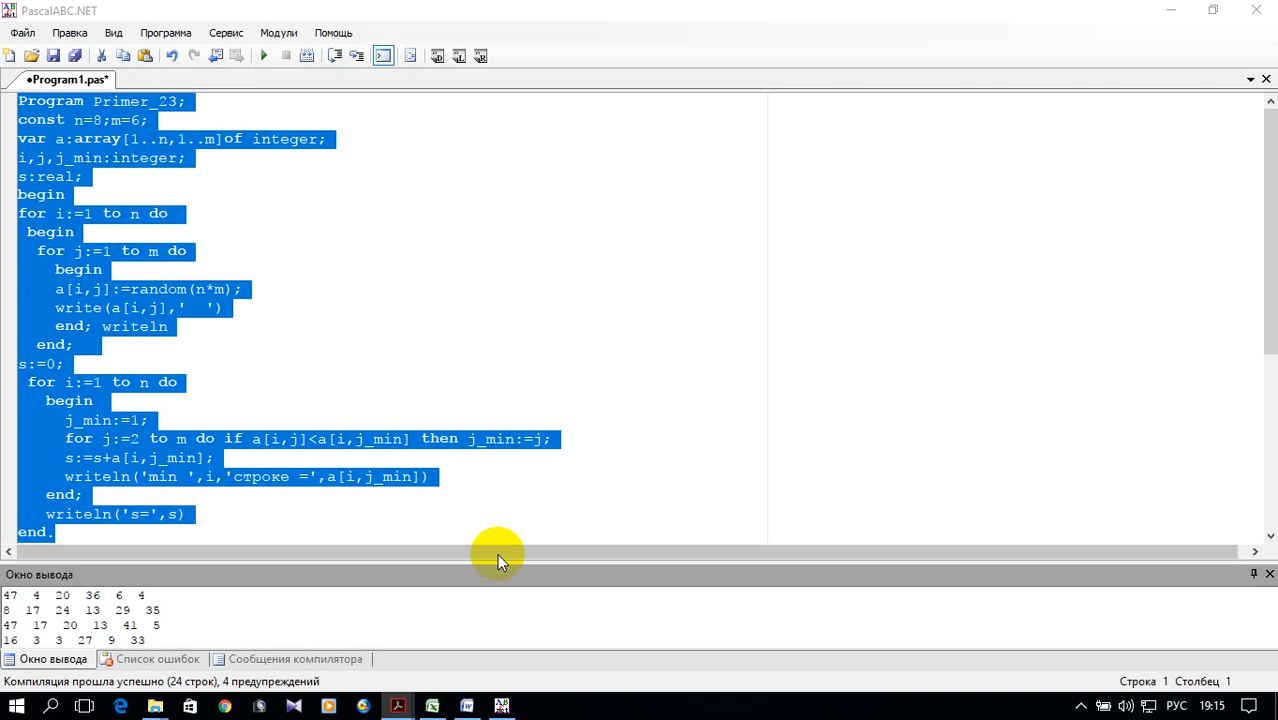 PascalABC.NET
Файл Правка Вид Программа Сервис Модули Помощь
•Program1.pas*
Program Primer_23;
const n=8;m=6;
var a:array[1..n,1..m]of integer;
i,j,j_min:integer;
s:real;
begin
for i:=1 to n do
begin
for j:=1 to m do
begin
a[i,j]:=random(n*m);
write(a[i,j],'  ')
end; writeln
end;
s:=0;
for i:=1 to n do
begin
j_min:=1;
for j:=2 to m do if a[i,j]<a[i,j_min] then j_min:=j;
s:=s+a[i,j_min];
writeln('min ',i,'строке =',a[i,j_min])
end;
writeln('s=',s)
end.
Окно вывода
47 4 20 36 6 4
8 17 24 13 29 35
47 17 20 13 41 5
16 3 3 27 9 33
Окно вывода Список ошибок Сообщения компилятора
Компиляция прошла успешно (24 строк), 4 предупреждений Строка 1 Столбец 1
РУС 19:15